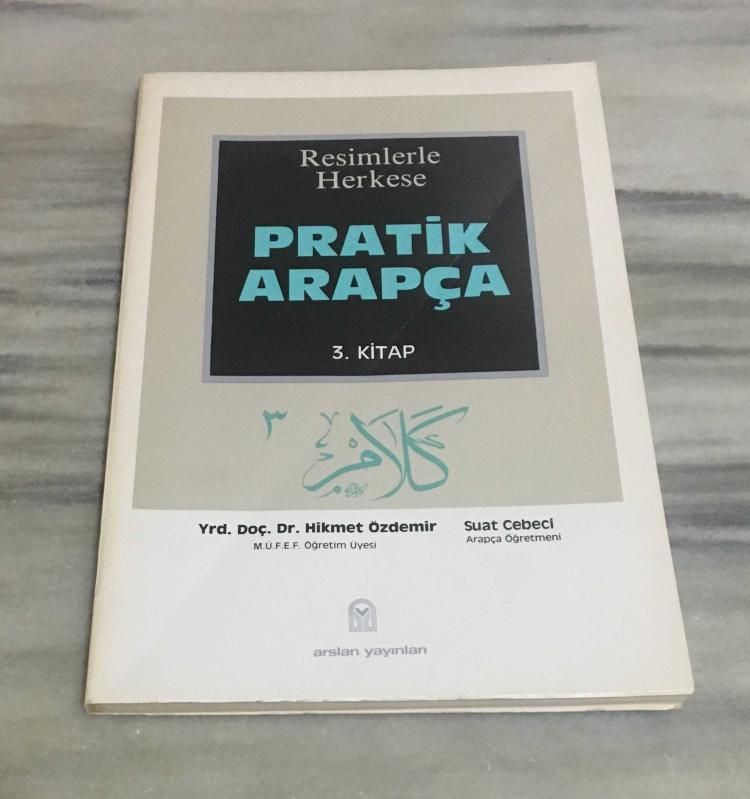 Resimlerle
Herkese
PRATİK
ARAPÇA
3. KİTAP
كَلَامٌ ٣
Yrd. Doç. Dr. Hikmet Özdemir
M.Ü.F.E.F. Öğretim Üyesi
Suat Cebeci
Arapça Öğretmeni
arslan yayınları